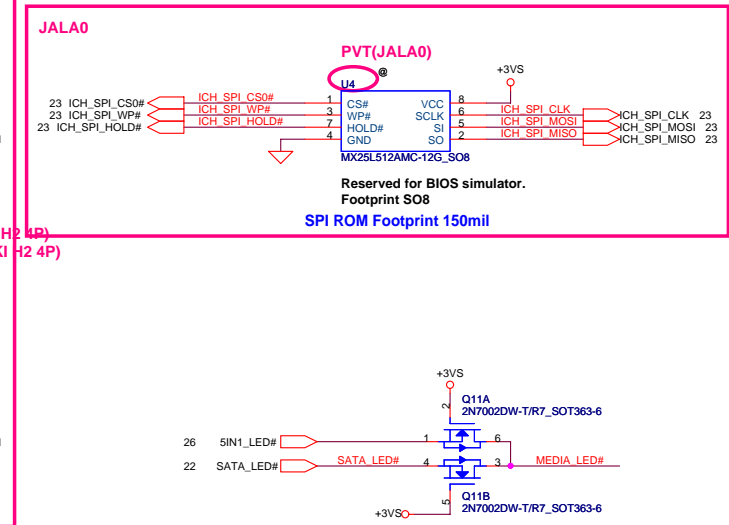 JALA0
PVT(JALA0)
@
+3VS
U4
23 ICH_SPI_CS0# ICH_SPI_CS0# 1 CS# VCC 8
23 ICH_SPI_WP# ICH_SPI_WP# 3 WP# SCLK 6 ICH_SPI_CLK ICH_SPI_CLK 23
23 ICH_SPI_HOLD# ICH_SPI_HOLD# 7 HOLD# SI 5 ICH_SPI_MOSI ICH_SPI_MOSI 23
4 GND SO 2 ICH_SPI_MISO ICH_SPI_MISO 23
MX25L512AMC-12G_SO8
Reserved for BIOS simulator.
Footprint SO8
SPI ROM Footprint 150mil
H2 4P)
KI H2 4P)
+3VS
Q11A
2N7002DW-T/R7_SOT363-6
2
26 5IN1_LED# 1 6
22 SATA_LED# SATA_LED# 4 3 MEDIA_LED#
5
Q11B
2N7002DW-T/R7_SOT363-6
+3VS